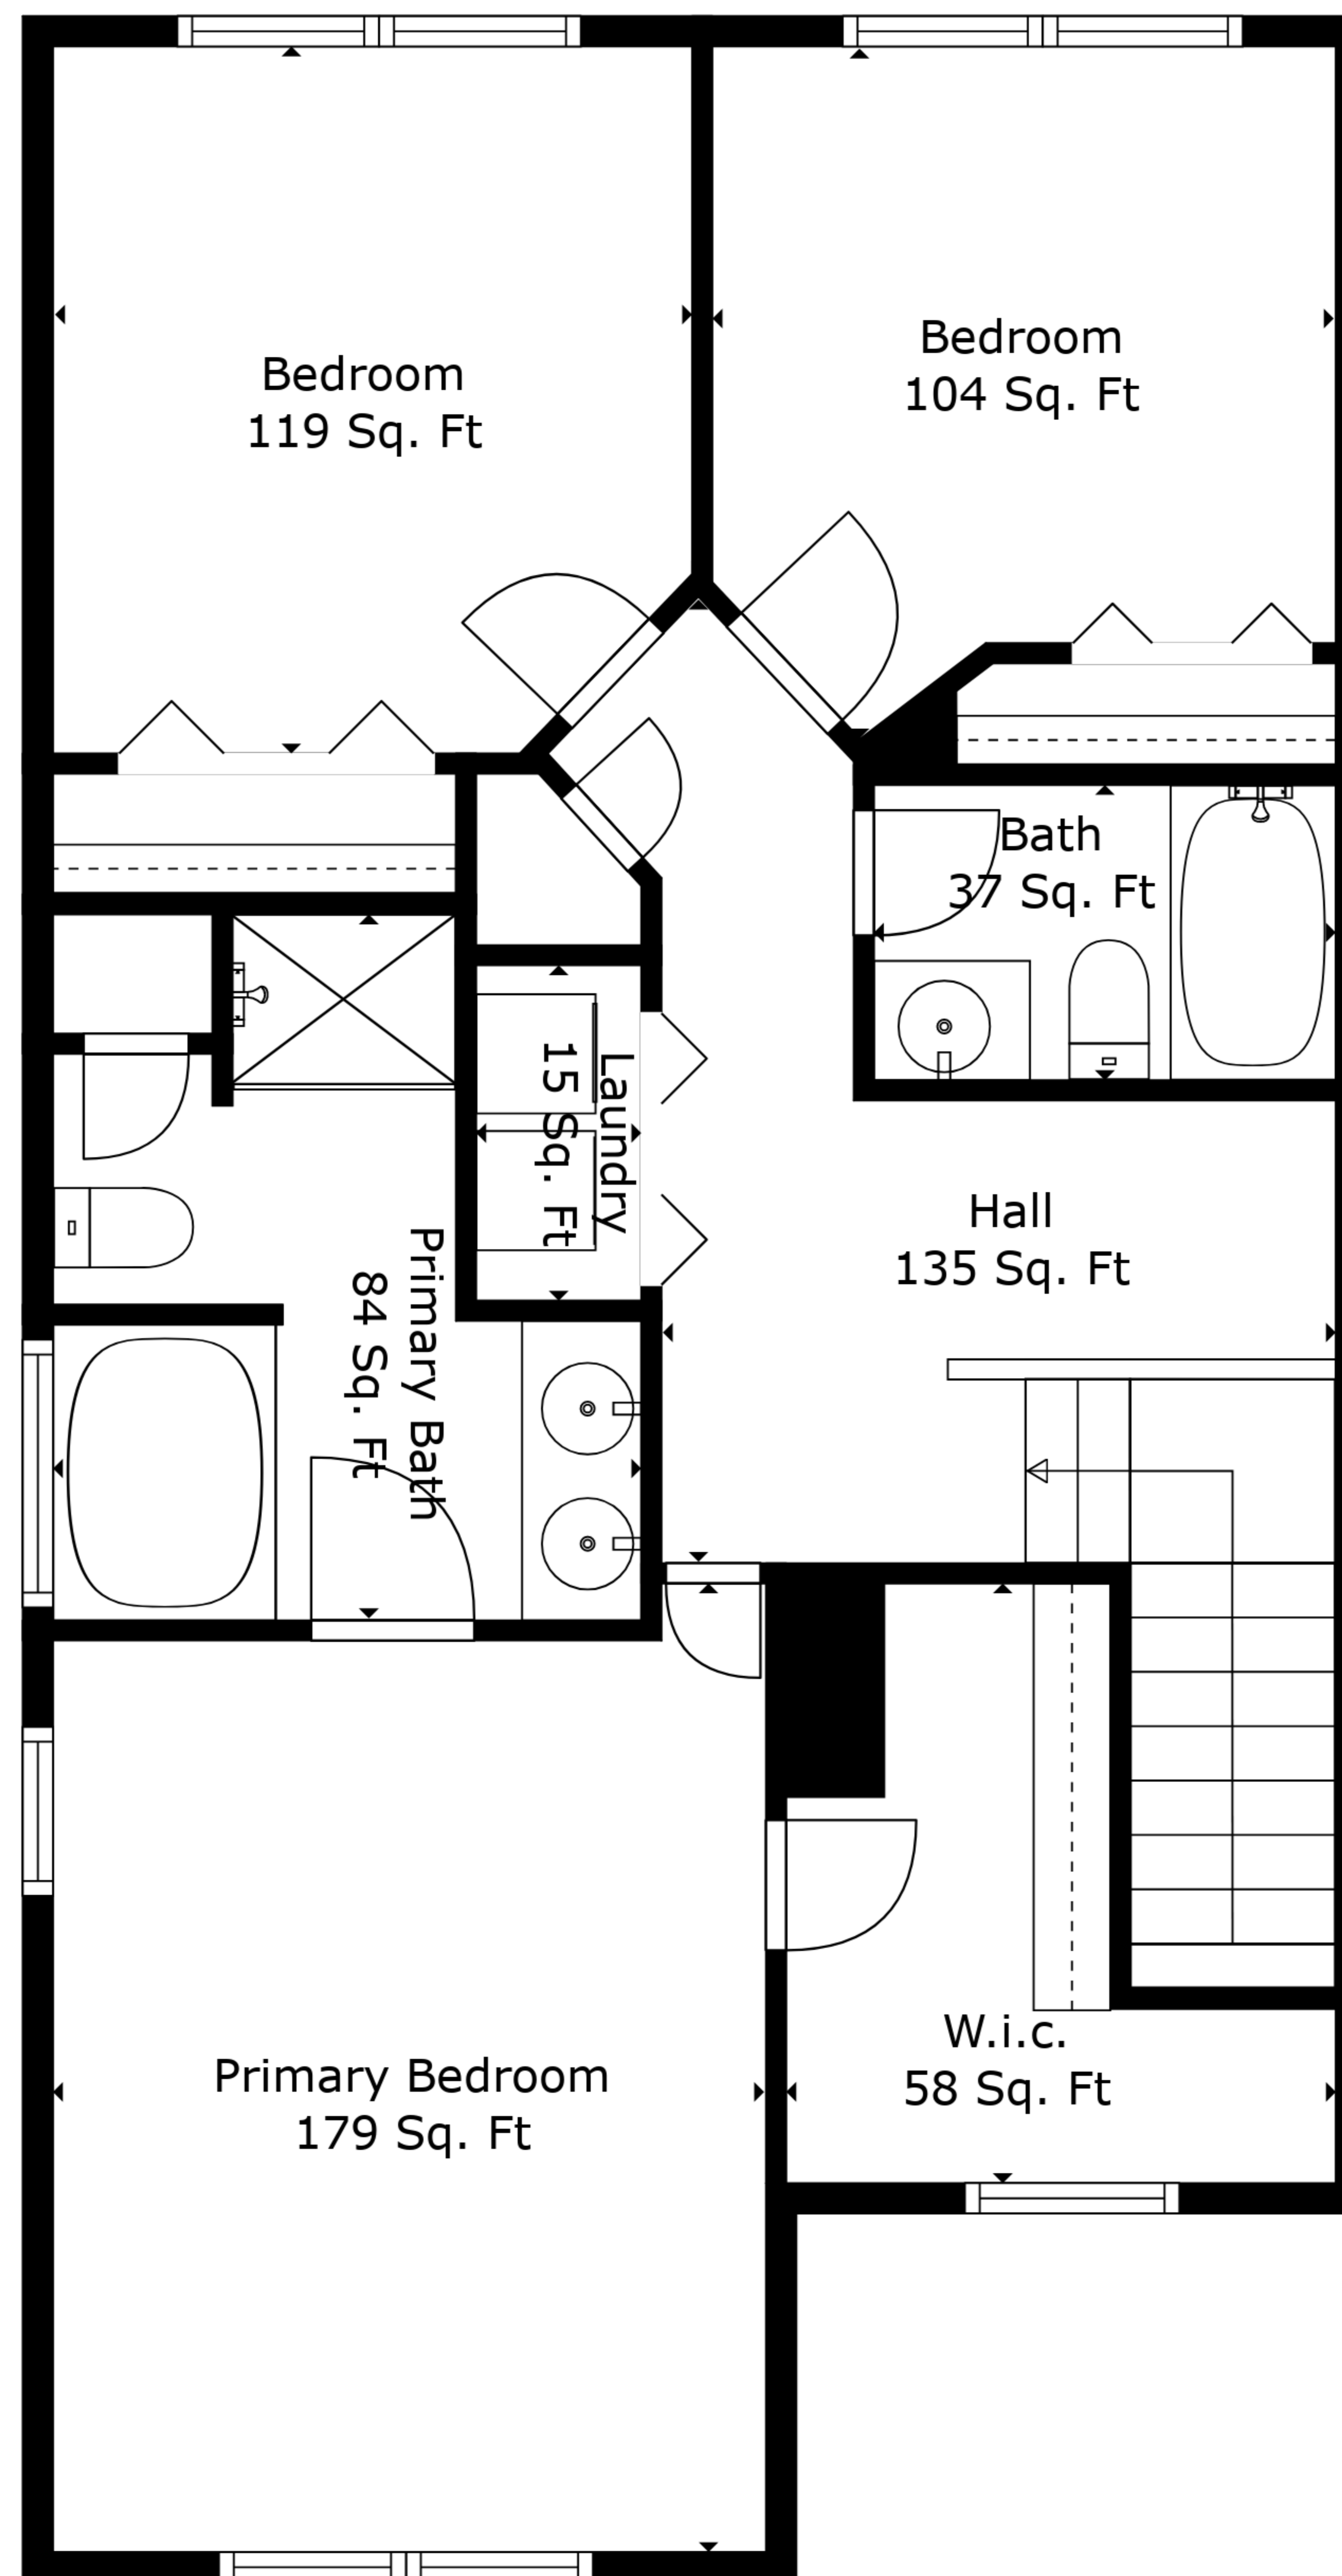 Bedroom
119 Sq. Ft
Bedroom
104 Sq. Ft
Bath
37 Sq. Ft
Laundry
15 Sq. Ft
Hall
135 Sq. Ft
Primary Bath
84 Sq. Ft
W.i.c.
58 Sq. Ft
Primary Bedroom
179 Sq. Ft